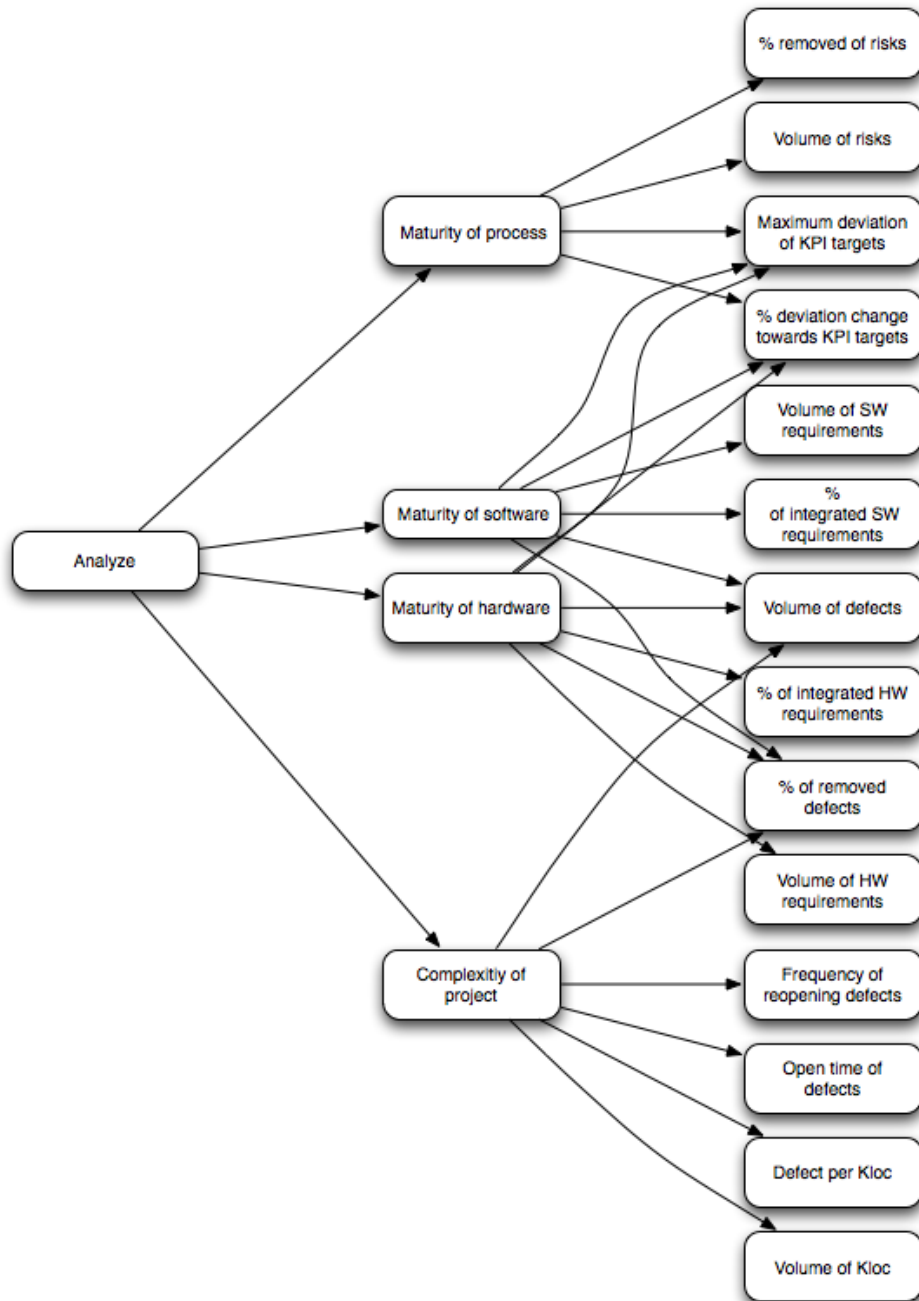 % removed of risks
Volume of risks
Maturity of process
Maximum deviation
of KPI targets
% deviation change
towards KPI targets
Volume of SW
requirements
Maturity of software
%
of integrated SW
requirements
Analyze
Maturity of hardware
Volume of defects
% of integrated HW
requirements
% of removed
defects
Volume of HW
requirements
Complexitiy of
project
Frequency of
reopening defects
Open time of
defects
Defect per Kloc
Volume of Kloc